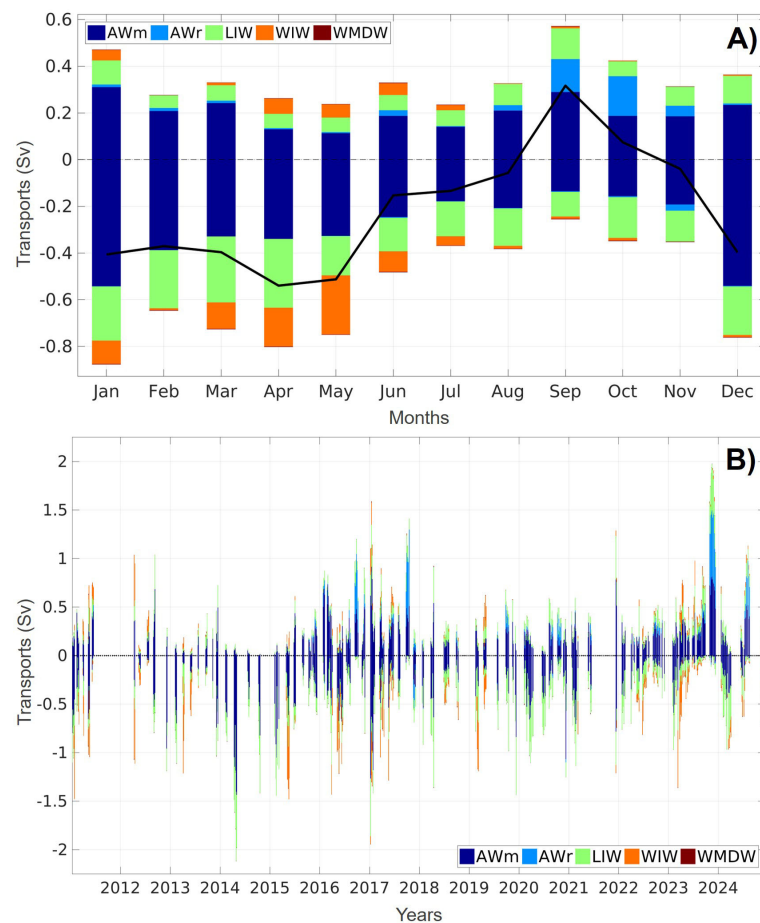 A)
AWm AWr LIW WIW WMDW
0.6
0.4
0.2
0
-0.2
-0.4
-0.6
-0.8
Transports (Sv)
Jan Feb Mar Apr May Jun Jul Aug Sep Oct Nov Dec
Months
B)
2
1.5
1
0.5
0
-0.5
-1
-1.5
-2
Transports (Sv)
AWm AWr LIW WIW WMDW
2012 2013 2014 2015 2016 2017 2018 2019 2020 2021 2022 2023 2024
Years